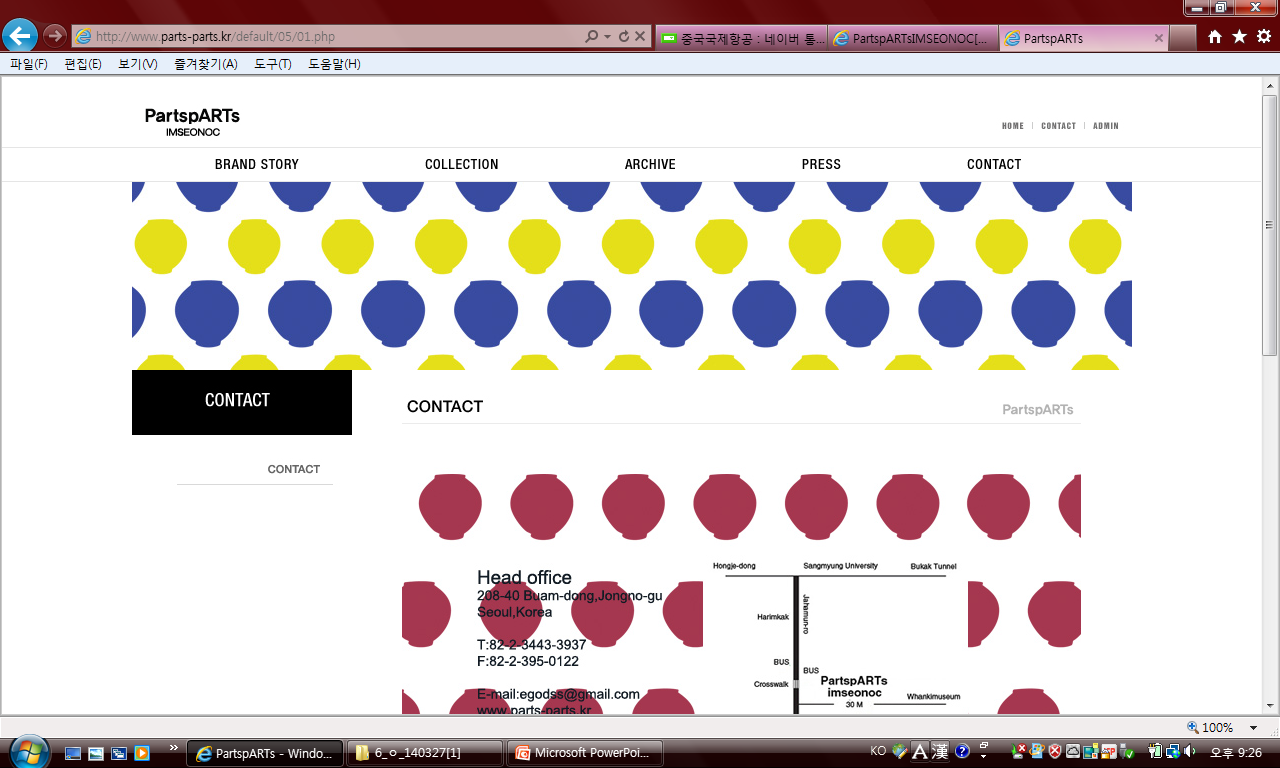 http://www.parts-parts.kr/default/05/01.php
중국국제항공 : 네이버 통...
PartspARTsIMSEONOC[...
PartspARTs
파일(F) 편집(E) 보기(V) 즐겨찾기(A) 도구(T) 도움말(H)
PartspARTs
IMSEONOC
HOME CONTACT ADMIN
BRAND STORY COLLECTION ARCHIVE PRESS CONTACT
CONTACT
CONTACT
CONTACT
PartspARTs
Head office
208-40 Buam-dong,Jongno-gu
Seoul,Korea
T:82-2-3443-3937
F:82-2-395-0122
E-mail:egodss@gmail.com
www.parts-parts.kr
Hongje-dong Sangmyung University Bukak Tunnel
Jahamun-ro
Harimkak
BUS
BUS
Crosswalk
PartspARTs
imseonoc
Whankimuseum
30 M
100%
PartspARTs - Windo...
6_o_140327[1]
Microsoft PowerPoi...
KO
A 漢
오후 9:26